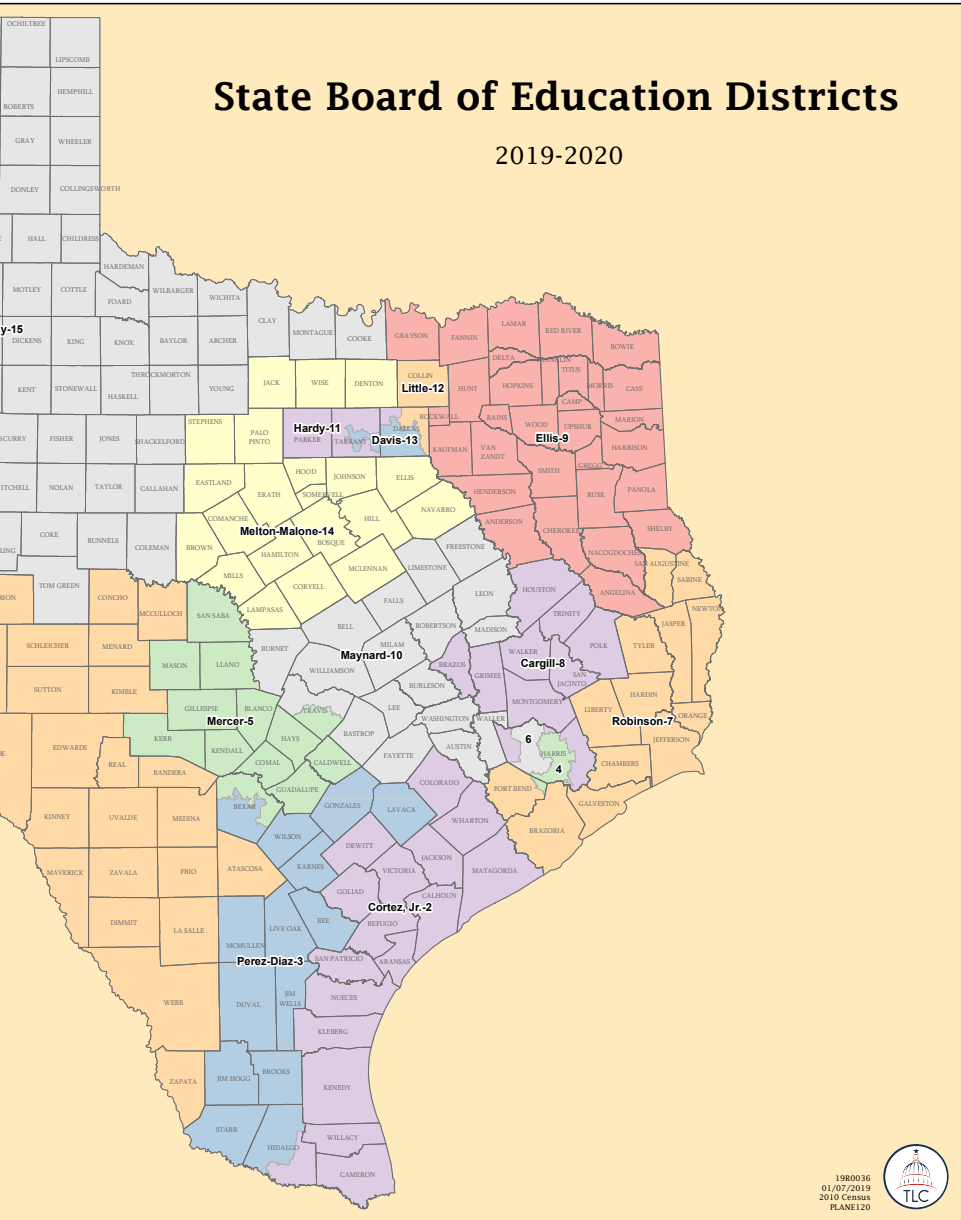 State Board of Education Districts
2019-2020
OCHILTREE
LIPSCOMB
ROBERTS
HEMPHILL
GRAY
WHEELER
DONLEY
COLLINGSWORTH
HALL
CHILDRESS
HARDEMAN
MOTLEY
COTTLE
FOARD
WILBARGER
WICHITA
CLAY
MONTAGUE
COOKE
GRAYSON
FANNIN
LAMAR
RED RIVER
BOWIE
y-15
DICKENS
KING
KNOX
BAYLOR
ARCHER
DELTA
TITUS
KENT
STONEWALL
HASKELL
THROCKMORTON
YOUNG
JACK
WISE
DENTON
COLLIN
Little-12
HUNT
HOPKINS
MORRIS
CASS
CAMP
SCURRY
FISHER
JONES
SHACKELFORD
STEPHENS
PALO
PINTO
Hardy-11
PARKER
TARRANT
DALLAS
Davis-13
ROCKWALL
KAUFMAN
RAINS
VAN
ZANDT
WOOD
UPSHUR
MARION
Ellis-9
HARRISON
GREGG
SMITH
ITCHELL
NOLAN
TAYLOR
CALLAHAN
EASTLAND
ERATH
HOOD
SOMERVELL
JOHNSON
ELLIS
HENDERSON
RUSK
PANOLA
COMANCHE
Melton-Malone-14
BOSQUE
HILL
NAVARRO
ANDERSON
CHEROKEE
SHELBY
COKE
RUNNELS
COLEMAN
BROWN
HAMILTON
LING
MILLS
CORYELL
MCLENNAN
LIMESTONE
FREESTONE
NACOGDOCHES
SAN AUGUSTINE
SABINE
RION
TOM GREEN
CONCHO
MCCULLOCH
SAN SABA
LAMPASAS
FALLS
LEON
HOUSTON
ANGELINA
NEWTON
JASPER
BELL
ROBERTSON
MADISON
TRINITY
SCHLEICHER
MENARD
MASON
LLANO
BURNET
WILLIAMSON
Maynard-10
MILAM
BRAZOS
GRIMES
WALKER
Cargill-8
SAN
JACINTO
POLK
TYLER
SUTTON
KIMBLE
GILLESPIE
BLANCO
TRAVIS
BURLESON
LEE
WASHINGTON
WALLER
MONTGOMERY
LIBERTY
HARDIN
ORANGE
Robinson-7
JEFFERSON
Mercer-5
KERR
KENDALL
HAYS
COMAL
CALDWELL
BASTROP
FAYETTE
AUSTIN
6
HARRIS
4
CHAMBERS
EDWARDS
REAL
BANDERA
GUADALUPE
BEXAR
GONZALES
LAVACA
COLORADO
FORT BEND
GALVESTON
KINNEY
UVALDE
MEDINA
WILSON
DEWITT
WHARTON
BRAZORIA
MAVERICK
ZAVALA
FRIO
ATASCOSA
KARNES
VICTORIA
JACKSON
MATAGORDA
GOLIAD
CALHOUN
DIMMIT
LA SALLE
LIVE OAK
BEE
Cortez, Jr.-2
REFUGIO
MCMULLEN
Perez-Diaz-3
SAN PATRICIO
ARANSAS
WEBB
DUVAL
JIM
WELLS
NUECES
KLEBERG
ZAPATA
JIM HOGG
BROOKS
KENEDY
STARR
HIDALGO
WILLACY
CAMERON
19R0036
01/07/2019
2010 Census
PLANE120
TLC